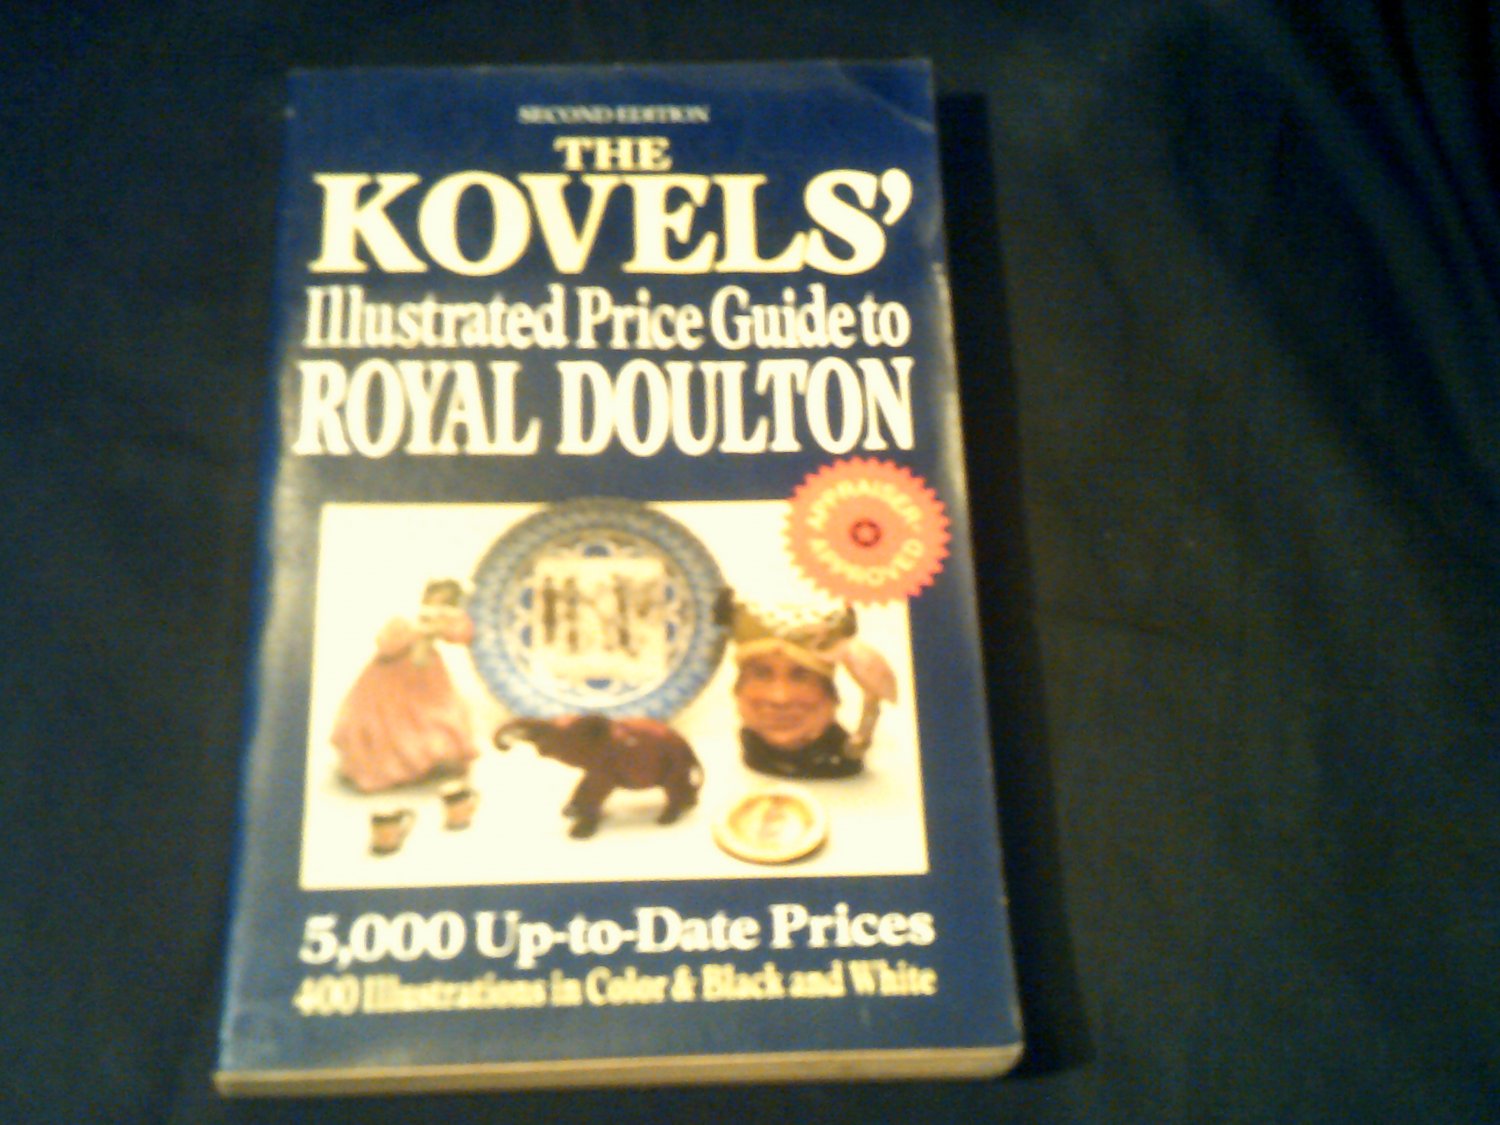 SECOND EDITION
THE
KOVELS'
Illustrated Price Guide to
ROYAL DOULTON
APPRAISER-
APPROVED
5,000 Up-to-Date Prices
400 Illustrations in Color & Black and White